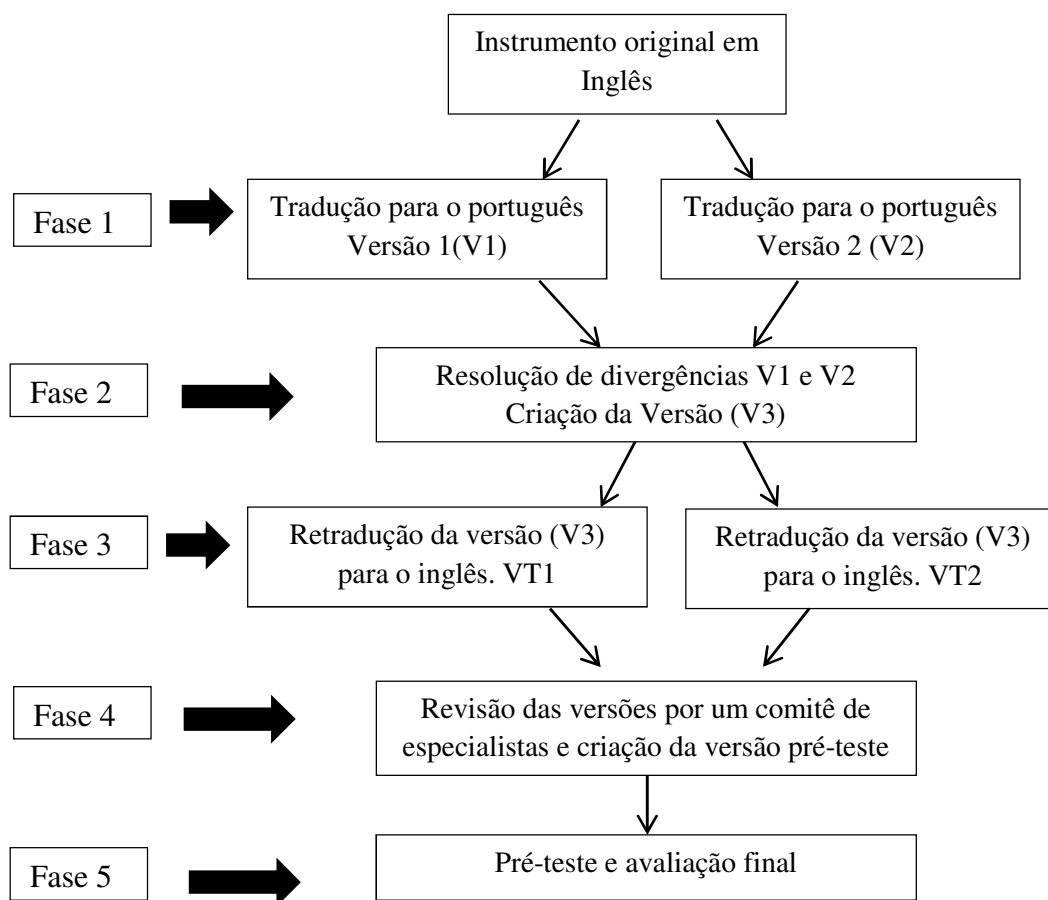 Instrumento original em
Inglês
Fase 1
Tradução para o português
Versão 1(V1)
Tradução para o português
Versão 2 (V2)
Fase 2
Resolução de divergências V1 e V2
Criação da Versão (V3)
Fase 3
Retradução da versão (V3)
para o inglês. VT1
Retradução da versão (V3)
para o inglês. VT2
Fase 4
Revisão das versões por um comitê de
especialistas e criação da versão pré-teste
Fase 5
Pré-teste e avaliação final